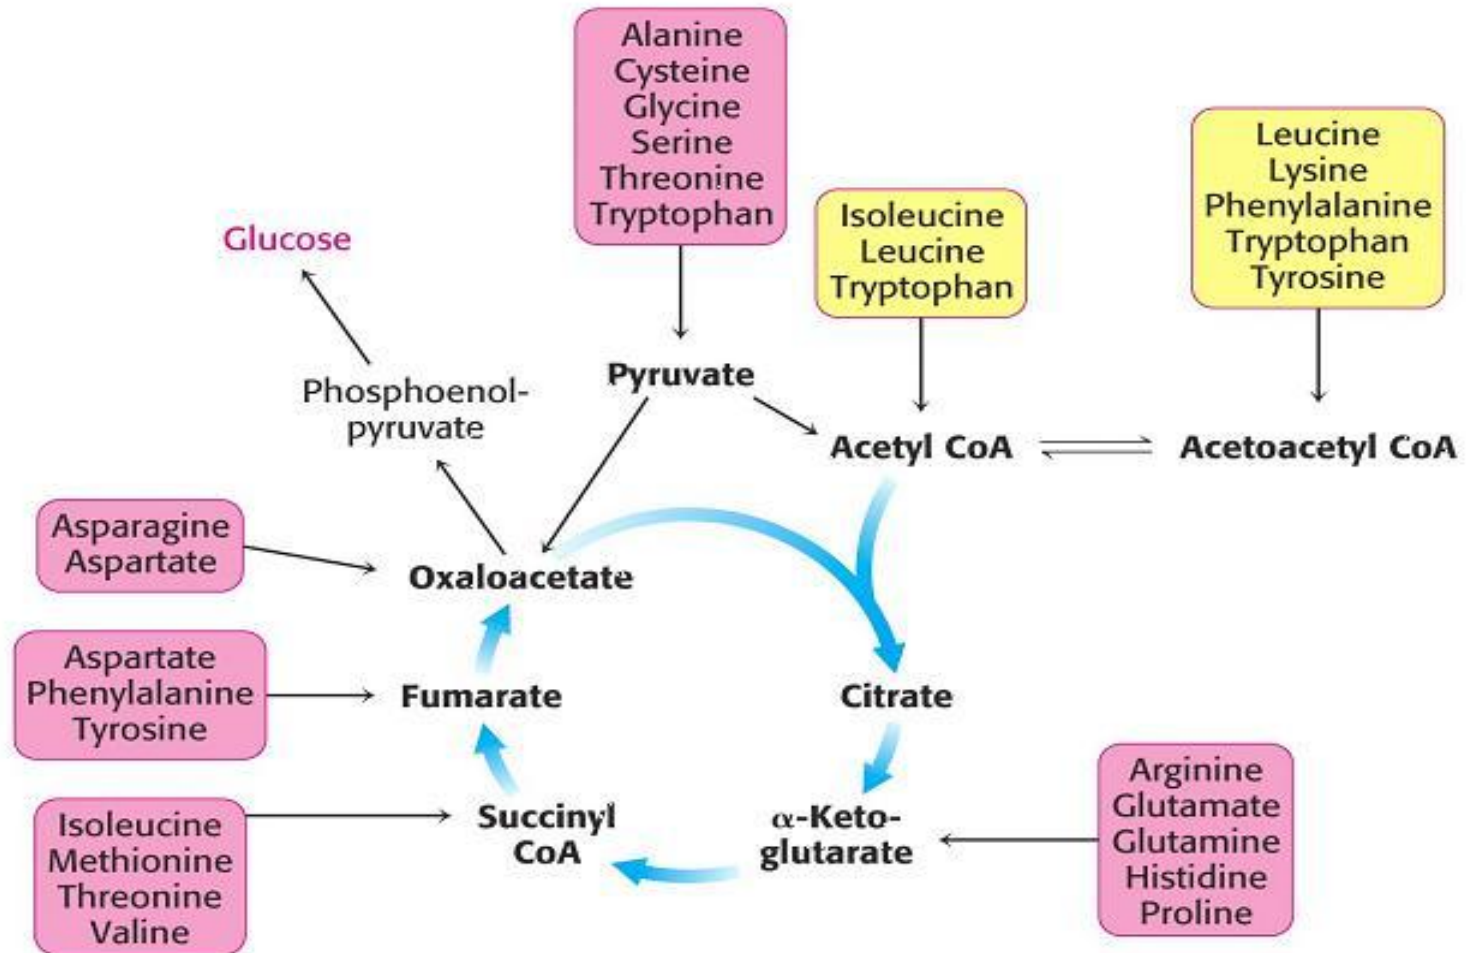 Alanine
Cysteine
Glycine
Serine
Threonine
Tryptophan
Leucine
Lysine
Phenylalanine
Tryptophan
Tyrosine
Isoleucine
Leucine
Tryptophan
Glucose
Pyruvate
Phosphoenol-
pyruvate
Acetyl CoA
Acetoacetyl CoA
Asparagine
Aspartate
Oxaloacetate
Aspartate
Phenylalanine
Tyrosine
Fumarate
Citrate
Isoleucine
Methionine
Threonine
Valine
Succinyl
CoA
α-Keto-
glutarate
Arginine
Glutamate
Glutamine
Histidine
Proline